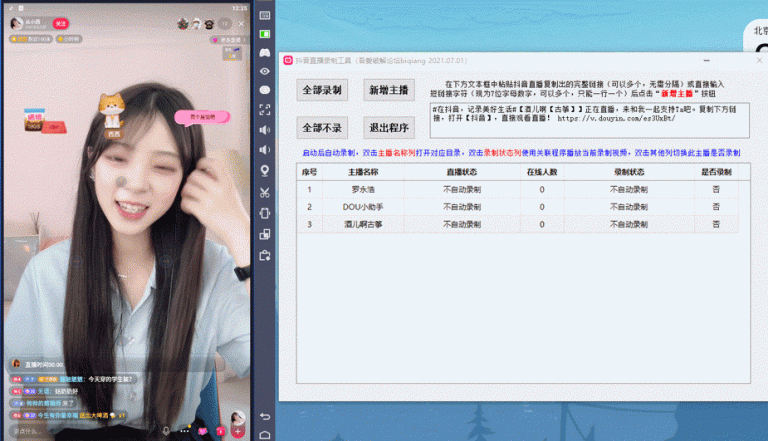 12:35
关注
直播时间00:00
今天穿的学生装?
来了
说点什么...
北京
抖音直播录制工具(吾爱破解论坛biqiang 2021.07.01)
全部录制
新增主播
全部不录
退出程序
在下方文本框中粘贴抖音直播复制出的完整链接(可以多个,无需分隔)或直接输入
短链接字符(现为7位字母数字,可以多个,只能一行一个)后点击“新增主播”按钮
#在抖音,记录美好生活#【酒儿啊【古筝】】正在直播,来和我一起支持Ta吧。复制下方链
接,打开【抖音】,直接观看直播! https://v.douyin.com/es3UxBt/
启动后自动录制,双击主播名称列打开对应目录,双击录制状态列使用关联程序播放当前录制视频,双击其他列切换此主播是否录制
序号 主播名称 直播状态 在线人数 录制状态 是否录制
1 罗永浩 不自动录制 0 不自动录制 否
2 DOU小助手 不自动录制 0 不自动录制 否
3 酒儿啊古筝 不自动录制 0 不自动录制 否